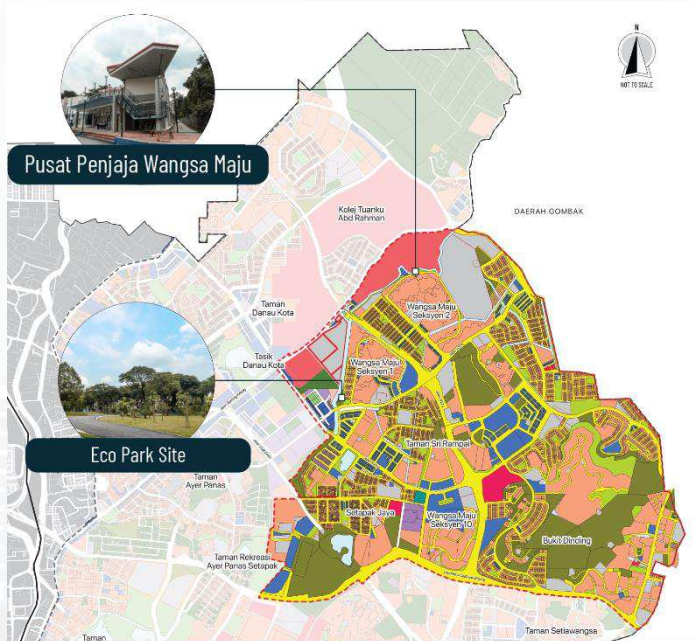 N
NOT TO SCALE
Pusat Penjaja Wangsa Maju
Kolej Tuanku
Abd Rahman
DAERAH GOMBAK
Taman
Danau Kota
Wangsa Maju
Seksyen 2
Tasik
Danau Kota
Wangsa Maju
Seksyen 1
Eco Park Site
Taman Sri Rampai
Taman
Ayer Panas
Setapak Jaya
Wangsa Maju
Seksyen 10
Bukit Dinding
Taman Rekreasi
Ayer Panas Setapak
Taman
Taman Setiawangsa